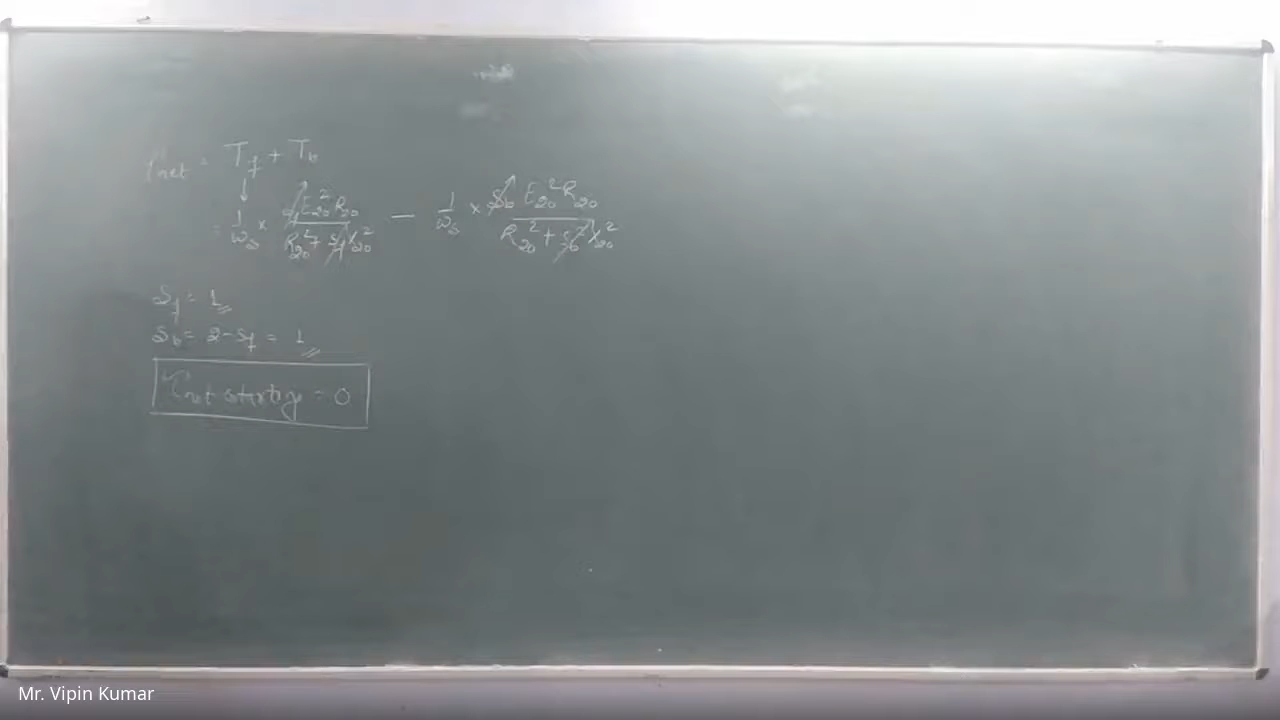 Tnet = Tf + Tb
↓
= 1/ωs × sf E20² R20 / R20² + sf² X20² — 1/ωs × sb E20² R20 / R20² + sb² X20²
Sf = 1
Sb = 2 - Sf = 1
Tnet starting = 0
Mr. Vipin Kumar